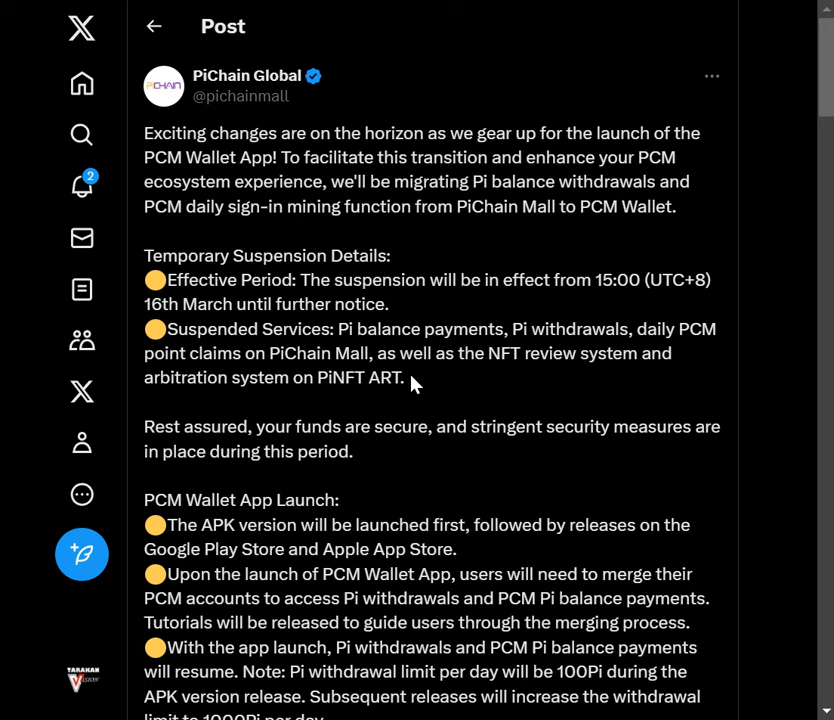 Post
PiCHAIN
PiChain Global
@pichainmall
Exciting changes are on the horizon as we gear up for the launch of the
PCM Wallet App! To facilitate this transition and enhance your PCM
ecosystem experience, we'll be migrating Pi balance withdrawals and
PCM daily sign-in mining function from PiChain Mall to PCM Wallet.
Temporary Suspension Details:
🟡Effective Period: The suspension will be in effect from 15:00 (UTC+8)
16th March until further notice.
🟡Suspended Services: Pi balance payments, Pi withdrawals, daily PCM
point claims on PiChain Mall, as well as the NFT review system and
arbitration system on PiNFT ART.
Rest assured, your funds are secure, and stringent security measures are
in place during this period.
PCM Wallet App Launch:
🟡The APK version will be launched first, followed by releases on the
Google Play Store and Apple App Store.
🟡Upon the launch of PCM Wallet App, users will need to merge their
PCM accounts to access Pi withdrawals and PCM Pi balance payments.
Tutorials will be released to guide users through the merging process.
🟡With the app launch, Pi withdrawals and PCM Pi balance payments
will resume. Note: Pi withdrawal limit per day will be 100Pi during the
APK version release. Subsequent releases will increase the withdrawal
limit to 1000Pi per day
2
TARAKAN
VISION